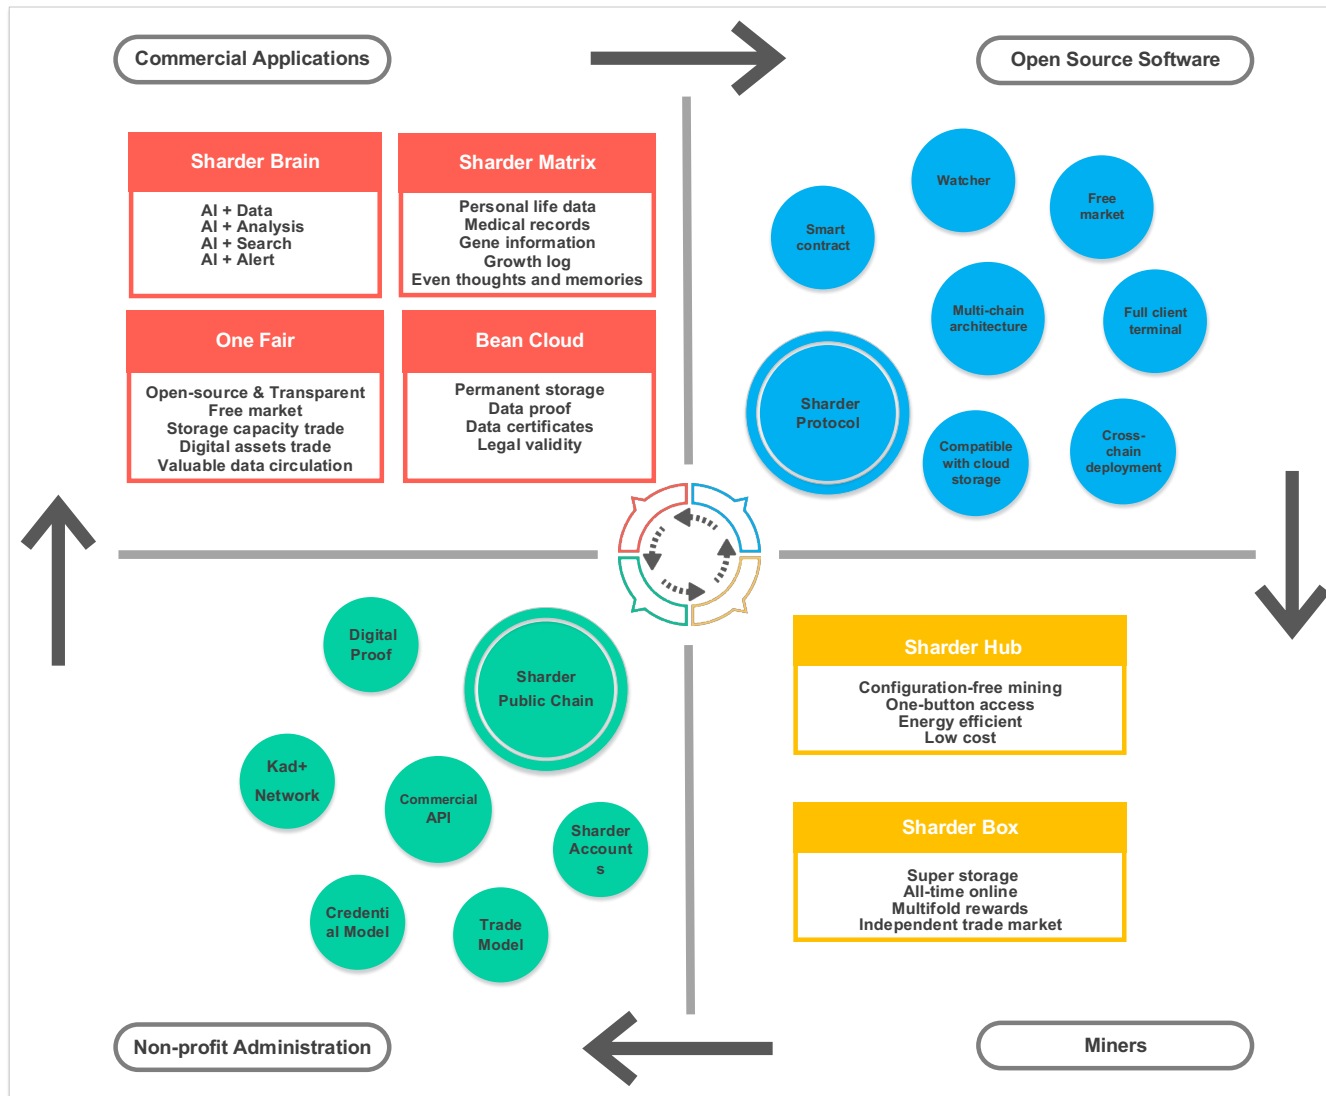 Commercial Applications
Open Source Software
Sharder Brain
AI + Data
AI + Analysis
AI + Search
AI + Alert
Sharder Matrix
Personal life data
Medical records
Gene information
Growth log
Even thoughts and memories
One Fair
Open-source & Transparent
Free market
Storage capacity trade
Digital assets trade
Valuable data circulation
Bean Cloud
Permanent storage
Data proof
Data certificates
Legal validity
Watcher
Free
market
Smart
contract
Multi-chain
architecture
Full client
terminal
Sharder
Protocol
Compatible
with cloud
storage
Cross-
chain
deployment
Digital
Proof
Sharder
Public Chain
Kad+
Network
Commercial
API
Sharder
Account
s
Credenti
al Model
Trade
Model
Sharder Hub
Configuration-free mining
One-button access
Energy efficient
Low cost
Sharder Box
Super storage
All-time online
Multifold rewards
Independent trade market
Non-profit Administration
Miners